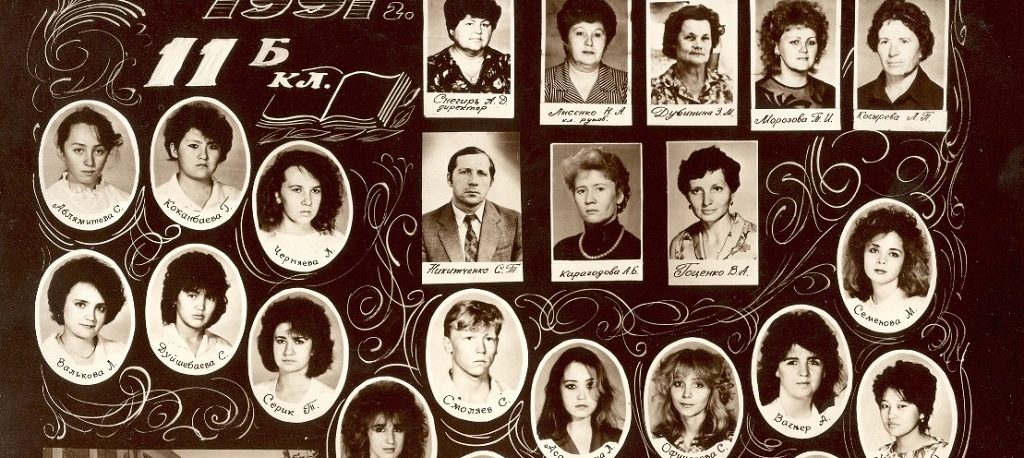 1991 г.
11 Б
кл.
Снегирь А. Д
директор
Лысенко Н. А
кл. руков.
Дубинина З. М.
Морозова Т. И.
Косырева Л. П.
Никитченко С. Т
Карагодова Л. Б.
Гоценко В. А.
Аблямитова С.
Коканбаева Г.
Черняева Л
Семенова М.
Валькова Л.
Дуйшебаева С.
Серик Т.
Смоляев С.
Вагнер А.